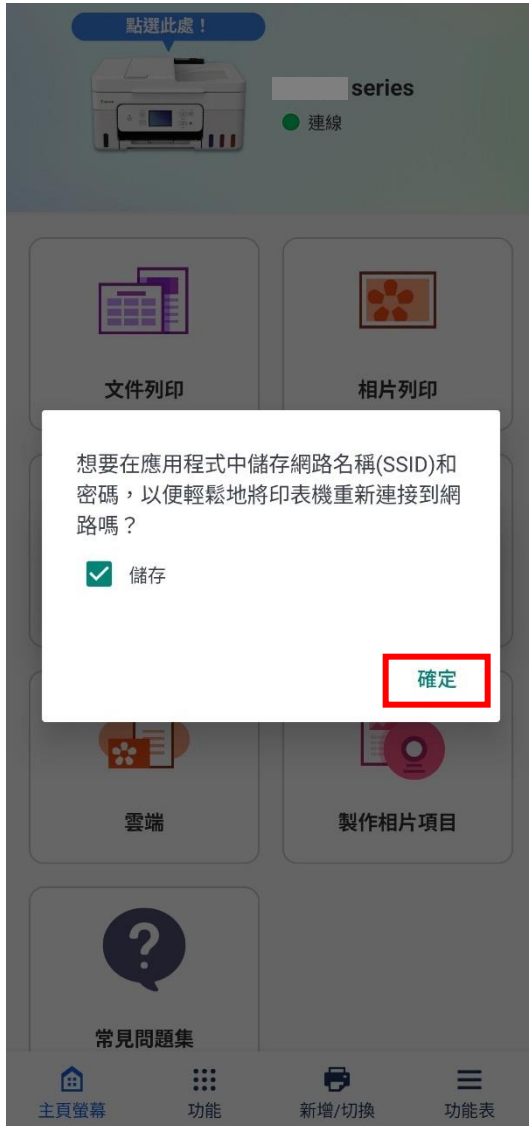 點選此處！
series
連線
文件列印
相片列印
想要在應用程式中儲存網路名稱(SSID)和
密碼，以便輕鬆地將印表機重新連接到網
路嗎？
儲存
確定
雲端
製作相片項目
常見問題集
主頁螢幕
功能
新增/切換
功能表